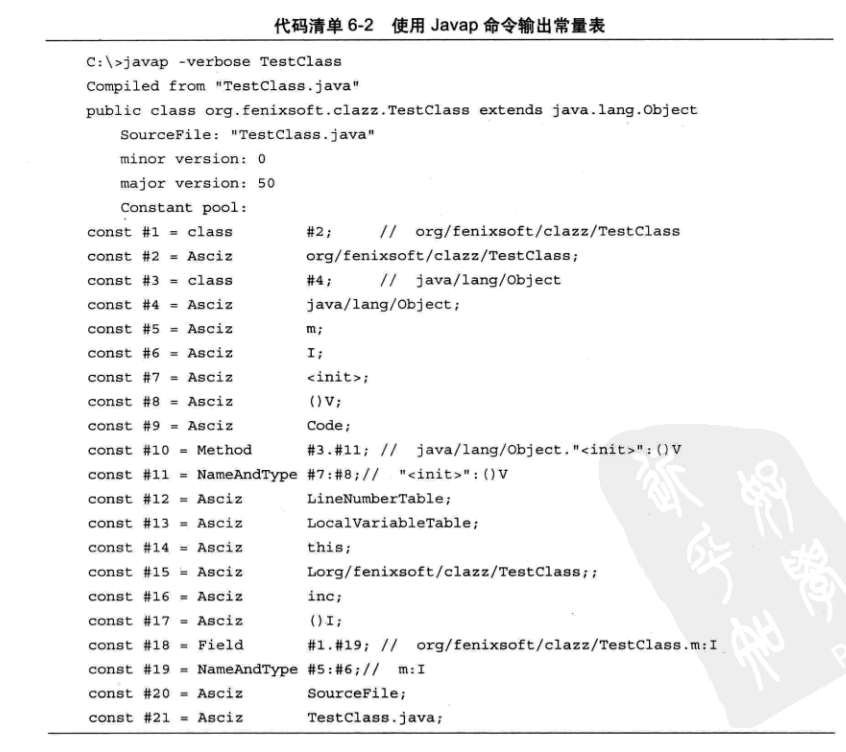 代码清单 6-2 使用 Javap 命令输出常量表
C:\>javap -verbose TestClass
Compiled from "TestClass.java"
public class org.fenixsoft.clazz.TestClass extends java.lang.Object
SourceFile: "TestClass.java"
minor version: 0
major version: 50
Constant pool:
const #1 = class #2; // org/fenixsoft/clazz/TestClass
const #2 = Asciz org/fenixsoft/clazz/TestClass;
const #3 = class #4; // java/lang/Object
const #4 = Asciz java/lang/Object;
const #5 = Asciz m;
const #6 = Asciz I;
const #7 = Asciz <init>;
const #8 = Asciz ()V;
const #9 = Asciz Code;
const #10 = Method #3.#11; // java/lang/Object."<init>":()V
const #11 = NameAndType #7:#8;// "<init>":()V
const #12 = Asciz LineNumberTable;
const #13 = Asciz LocalVariableTable;
const #14 = Asciz this;
const #15 = Asciz Lorg/fenixsoft/clazz/TestClass;;
const #16 = Asciz inc;
const #17 = Asciz ()I;
const #18 = Field #1.#19; // org/fenixsoft/clazz/TestClass.m:I
const #19 = NameAndType #5:#6;// m:I
const #20 = Asciz SourceFile;
const #21 = Asciz TestClass.java;